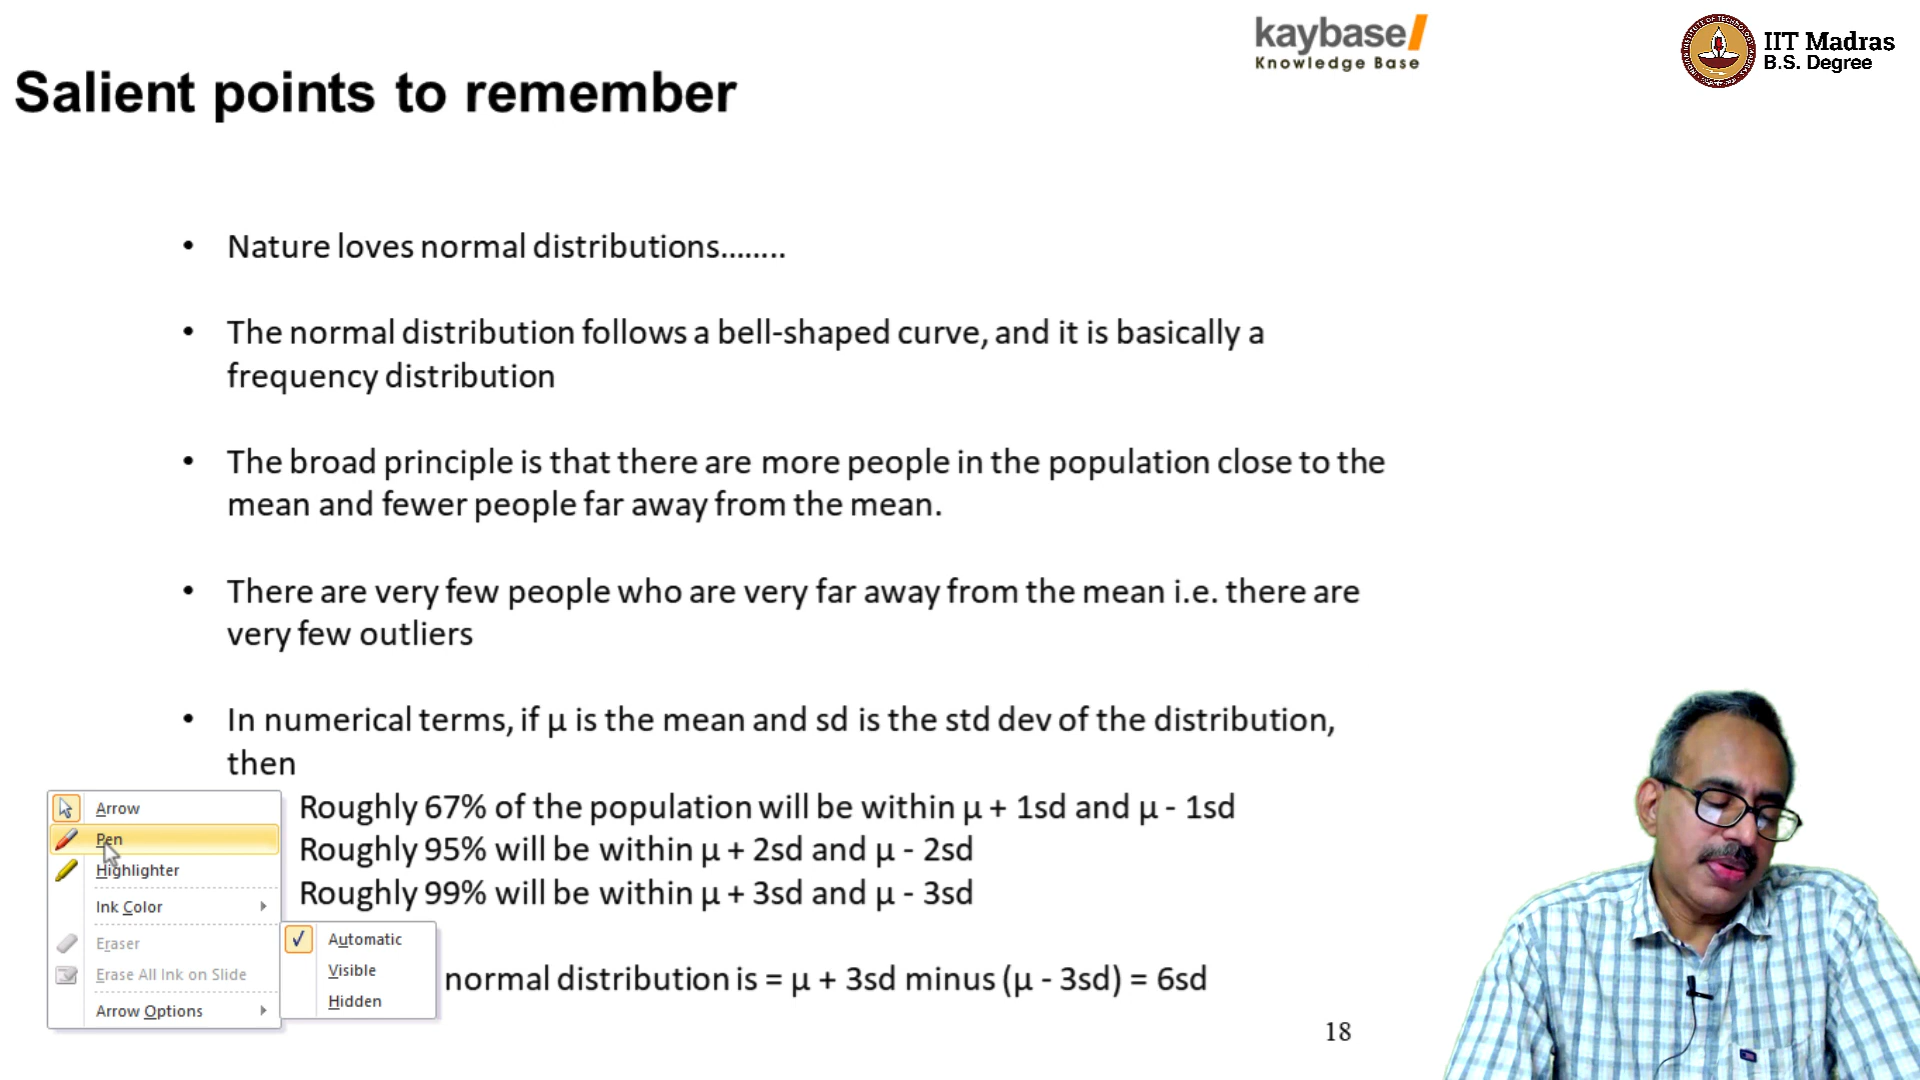 kaybase
Knowledge Base
IIT Madras
B.S. Degree
Salient points to remember
• Nature loves normal distributions........
• The normal distribution follows a bell-shaped curve, and it is basically a
frequency distribution
• The broad principle is that there are more people in the population close to the
mean and fewer people far away from the mean.
• There are very few people who are very far away from the mean i.e. there are
very few outliers
• In numerical terms, if μ is the mean and sd is the std dev of the distribution,
then
Roughly 67% of the population will be within μ + 1sd and μ - 1sd
Roughly 95% will be within μ + 2sd and μ - 2sd
Roughly 99% will be within μ + 3sd and μ - 3sd
normal distribution is = μ + 3sd minus (μ - 3sd) = 6sd
Arrow
Pen
Highlighter
Ink Color
Eraser
Erase All Ink on Slide
Arrow Options
Automatic
Visible
Hidden
18